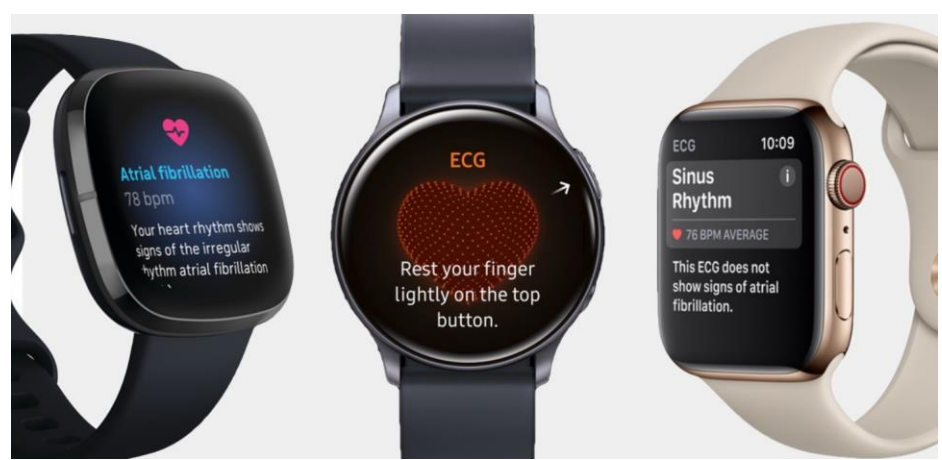 Atrial fibrillation
78 bpm
Your heart rhythm shows
signs of the irregular
rhythm atrial fibrillation
ECG
Rest your finger
lightly on the top
button.
ECG 10:09
Sinus
Rhythm
76 BPM AVERAGE
This ECG does not
show signs of atrial
fibrillation.